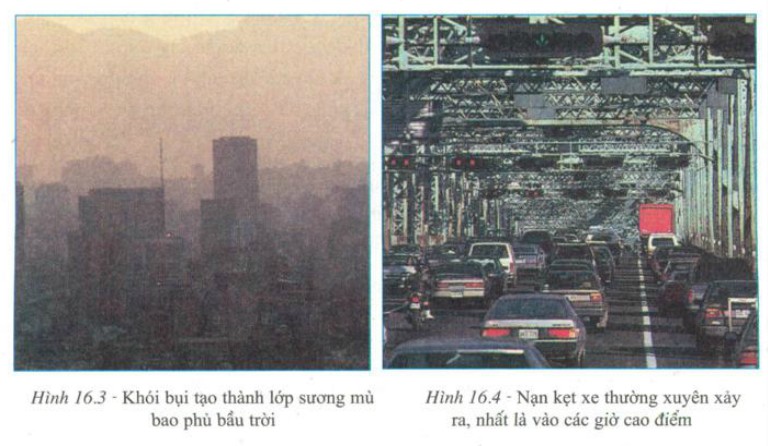 Hình 16.3 - Khói bụi tạo thành lớp sương mù
bao phủ bầu trời
Hình 16.4 - Nạn kẹt xe thường xuyên xảy
ra, nhất là vào các giờ cao điểm